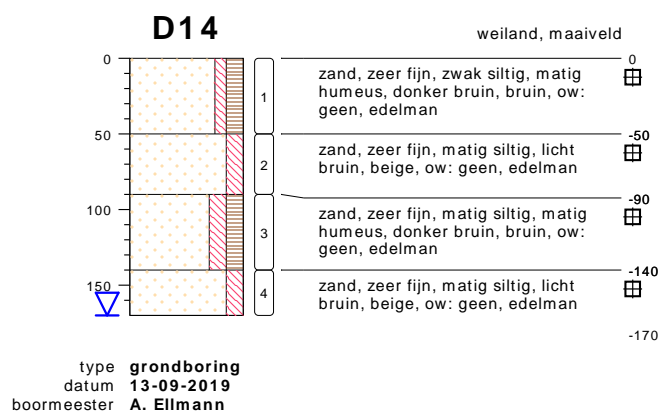 D14
weiland, maaiveld
0
0
1
zand, zeer fijn, zwak siltig, matig
humeus, donker bruin, bruin, ow:
geen, edelman
50
-50
2
zand, zeer fijn, matig siltig, licht
bruin, beige, ow: geen, edelman
-90
100
3
zand, zeer fijn, matig siltig, matig
humeus, donker bruin, bruin, ow:
geen, edelman
-140
150
4
zand, zeer fijn, matig siltig, licht
bruin, beige, ow: geen, edelman
-170
type grondboring
datum 13-09-2019
boormeester A. Ellmann